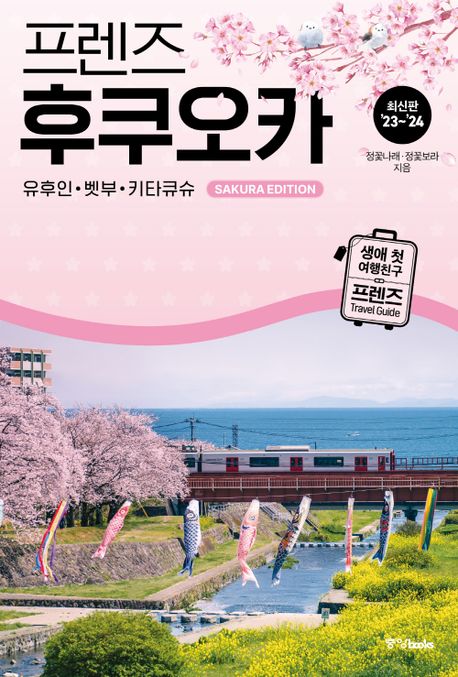 프렌즈
후쿠오카
최신판
'23~'24
정꽃나래·정꽃보라
지음
유후인·벳부·키타큐슈 SAKURA EDITION
생애 첫
여행친구
프렌즈
Travel Guide
중앙books